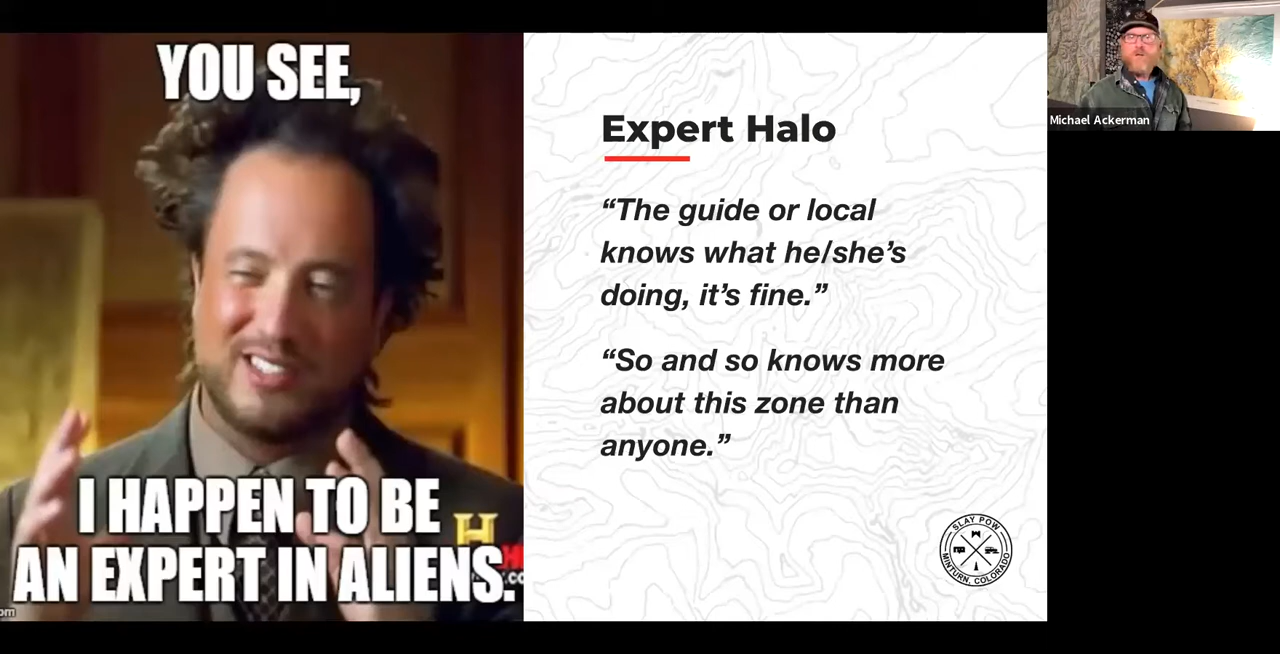 YOU SEE,
I HAPPEN TO BE
AN EXPERT IN ALIENS.
H
om
Expert Halo
“The guide or local
knows what he/she’s
doing, it’s fine.”
“So and so knows more
about this zone than
anyone.”
SLAY POW
MINTURN, COLORADO
Michael Ackerman